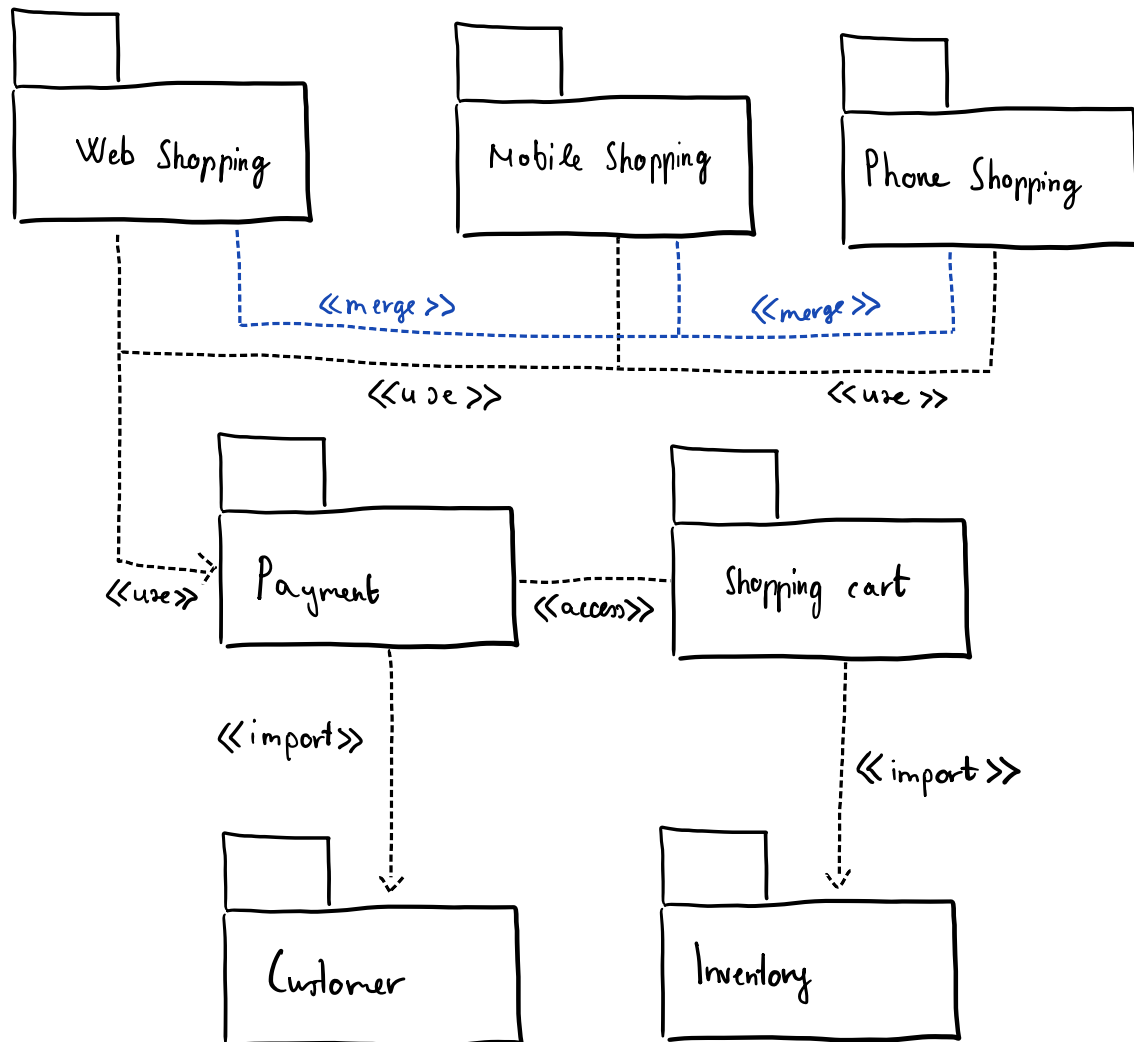 Web Shopping
Mobile Shopping
Phone Shopping
<<merge>>
<<merge>>
<<use>>
<<use>>
<<use>>
Payment
<<access>>
Shopping cart
<<import>>
<<import>>
Customer
Inventory